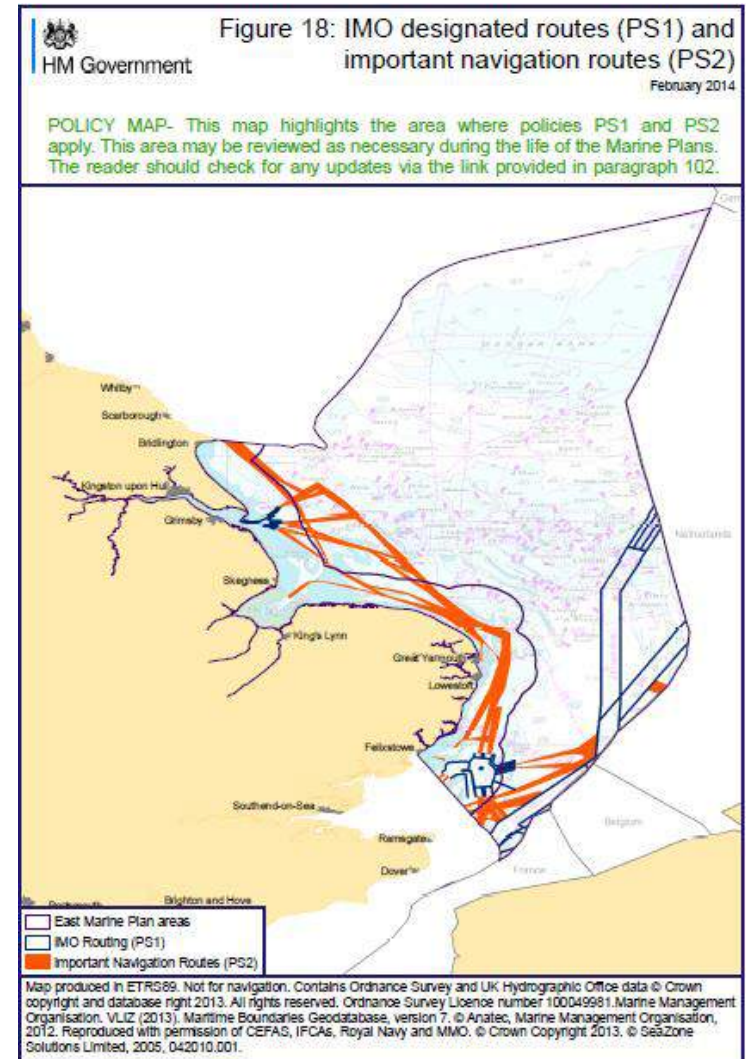 HM Government
Figure 18: IMO designated routes (PS1) and
important navigation routes (PS2)
February 2014
POLICY MAP- This map highlights the area where policies PS1 and PS2
apply. This area may be reviewed as necessary during the life of the Marine Plans.
The reader should check for any updates via the link provided in paragraph 102.
Whitby
Scarborough
Bridlington
Kingston upon Hull
Grimsby
Netherlands
Skegness
King's Lynn
Great Yarmouth
Lowestoft
Felixstowe
Southend-on-Sea
Belgium
Ramsgate
Dover
France
Brighton and Hove
East Marine Plan areas
IMO Routing (PS1)
Important Navigation Routes (PS2)
Map produced in ETRS89. Not for navigation. Contains Ordnance Survey and UK Hydrographic Office data © Crown
copyright and database right 2013. All rights reserved. Ordnance Survey Licence number 100049981.Marine Management
Organisation. VLIZ (2013). Maritime Boundaries Geodatabase, version 7. © Anatec, Marine Management Organisation,
2012. Reproduced with permission of CEFAS, IFCAs, Royal Navy and MMO. © Crown Copyright 2013. © SeaZone
Solutions Limited, 2005, 042010.001.